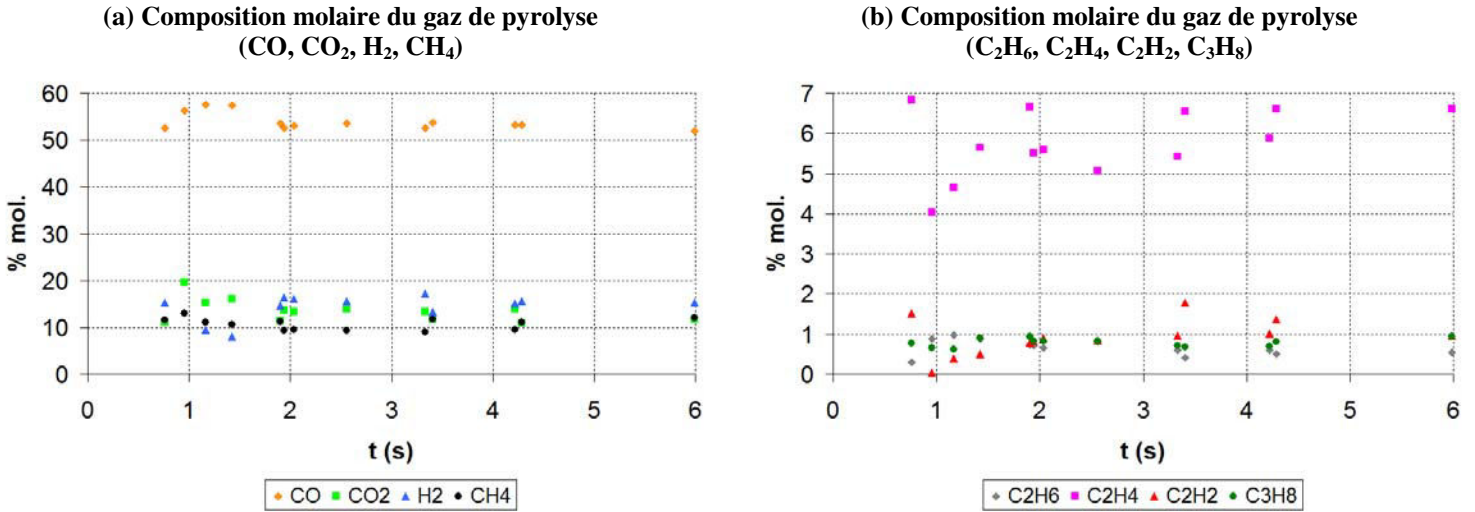 (a) Composition molaire du gaz de pyrolyse
(CO, CO₂, H₂, CH₄)
60
50
40
30
20
10
0
% mol.
0 1 2 3 4 5 6
t (s)
CO CO2 H2 CH4
(b) Composition molaire du gaz de pyrolyse
(C₂H₆, C₂H₄, C₂H₂, C₃H₈)
7
6
5
4
3
2
1
0
% mol.
0 1 2 3 4 5 6
t (s)
C2H6 C2H4 C2H2 C3H8